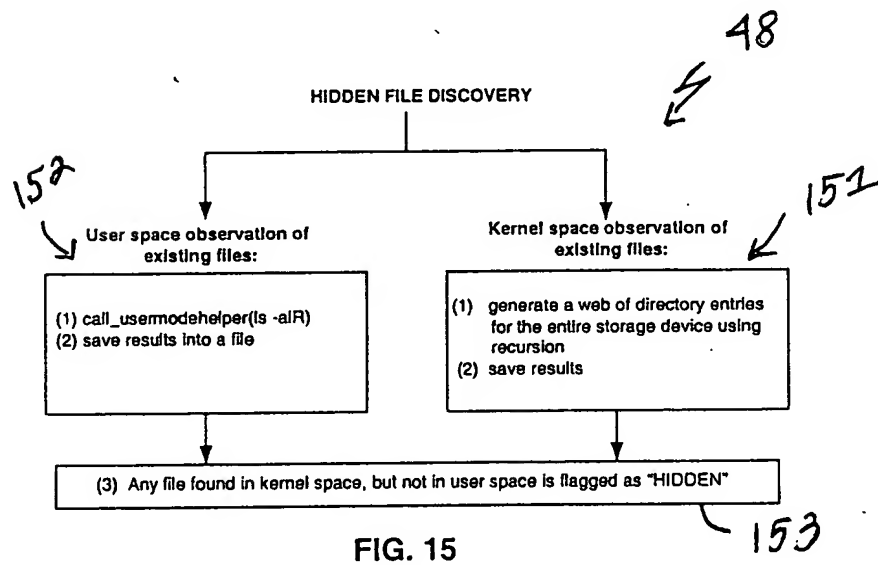 48
HIDDEN FILE DISCOVERY
152
151
User space observation of
existing files:
Kernel space observation of
existing files:
(1) call_usermodehelper(ls -alR)
(2) save results into a file
(1) generate a web of directory entries
for the entire storage device using
recursion
(2) save results
(3) Any file found in kernel space, but not in user space is flagged as "HIDDEN"
153
FIG. 15